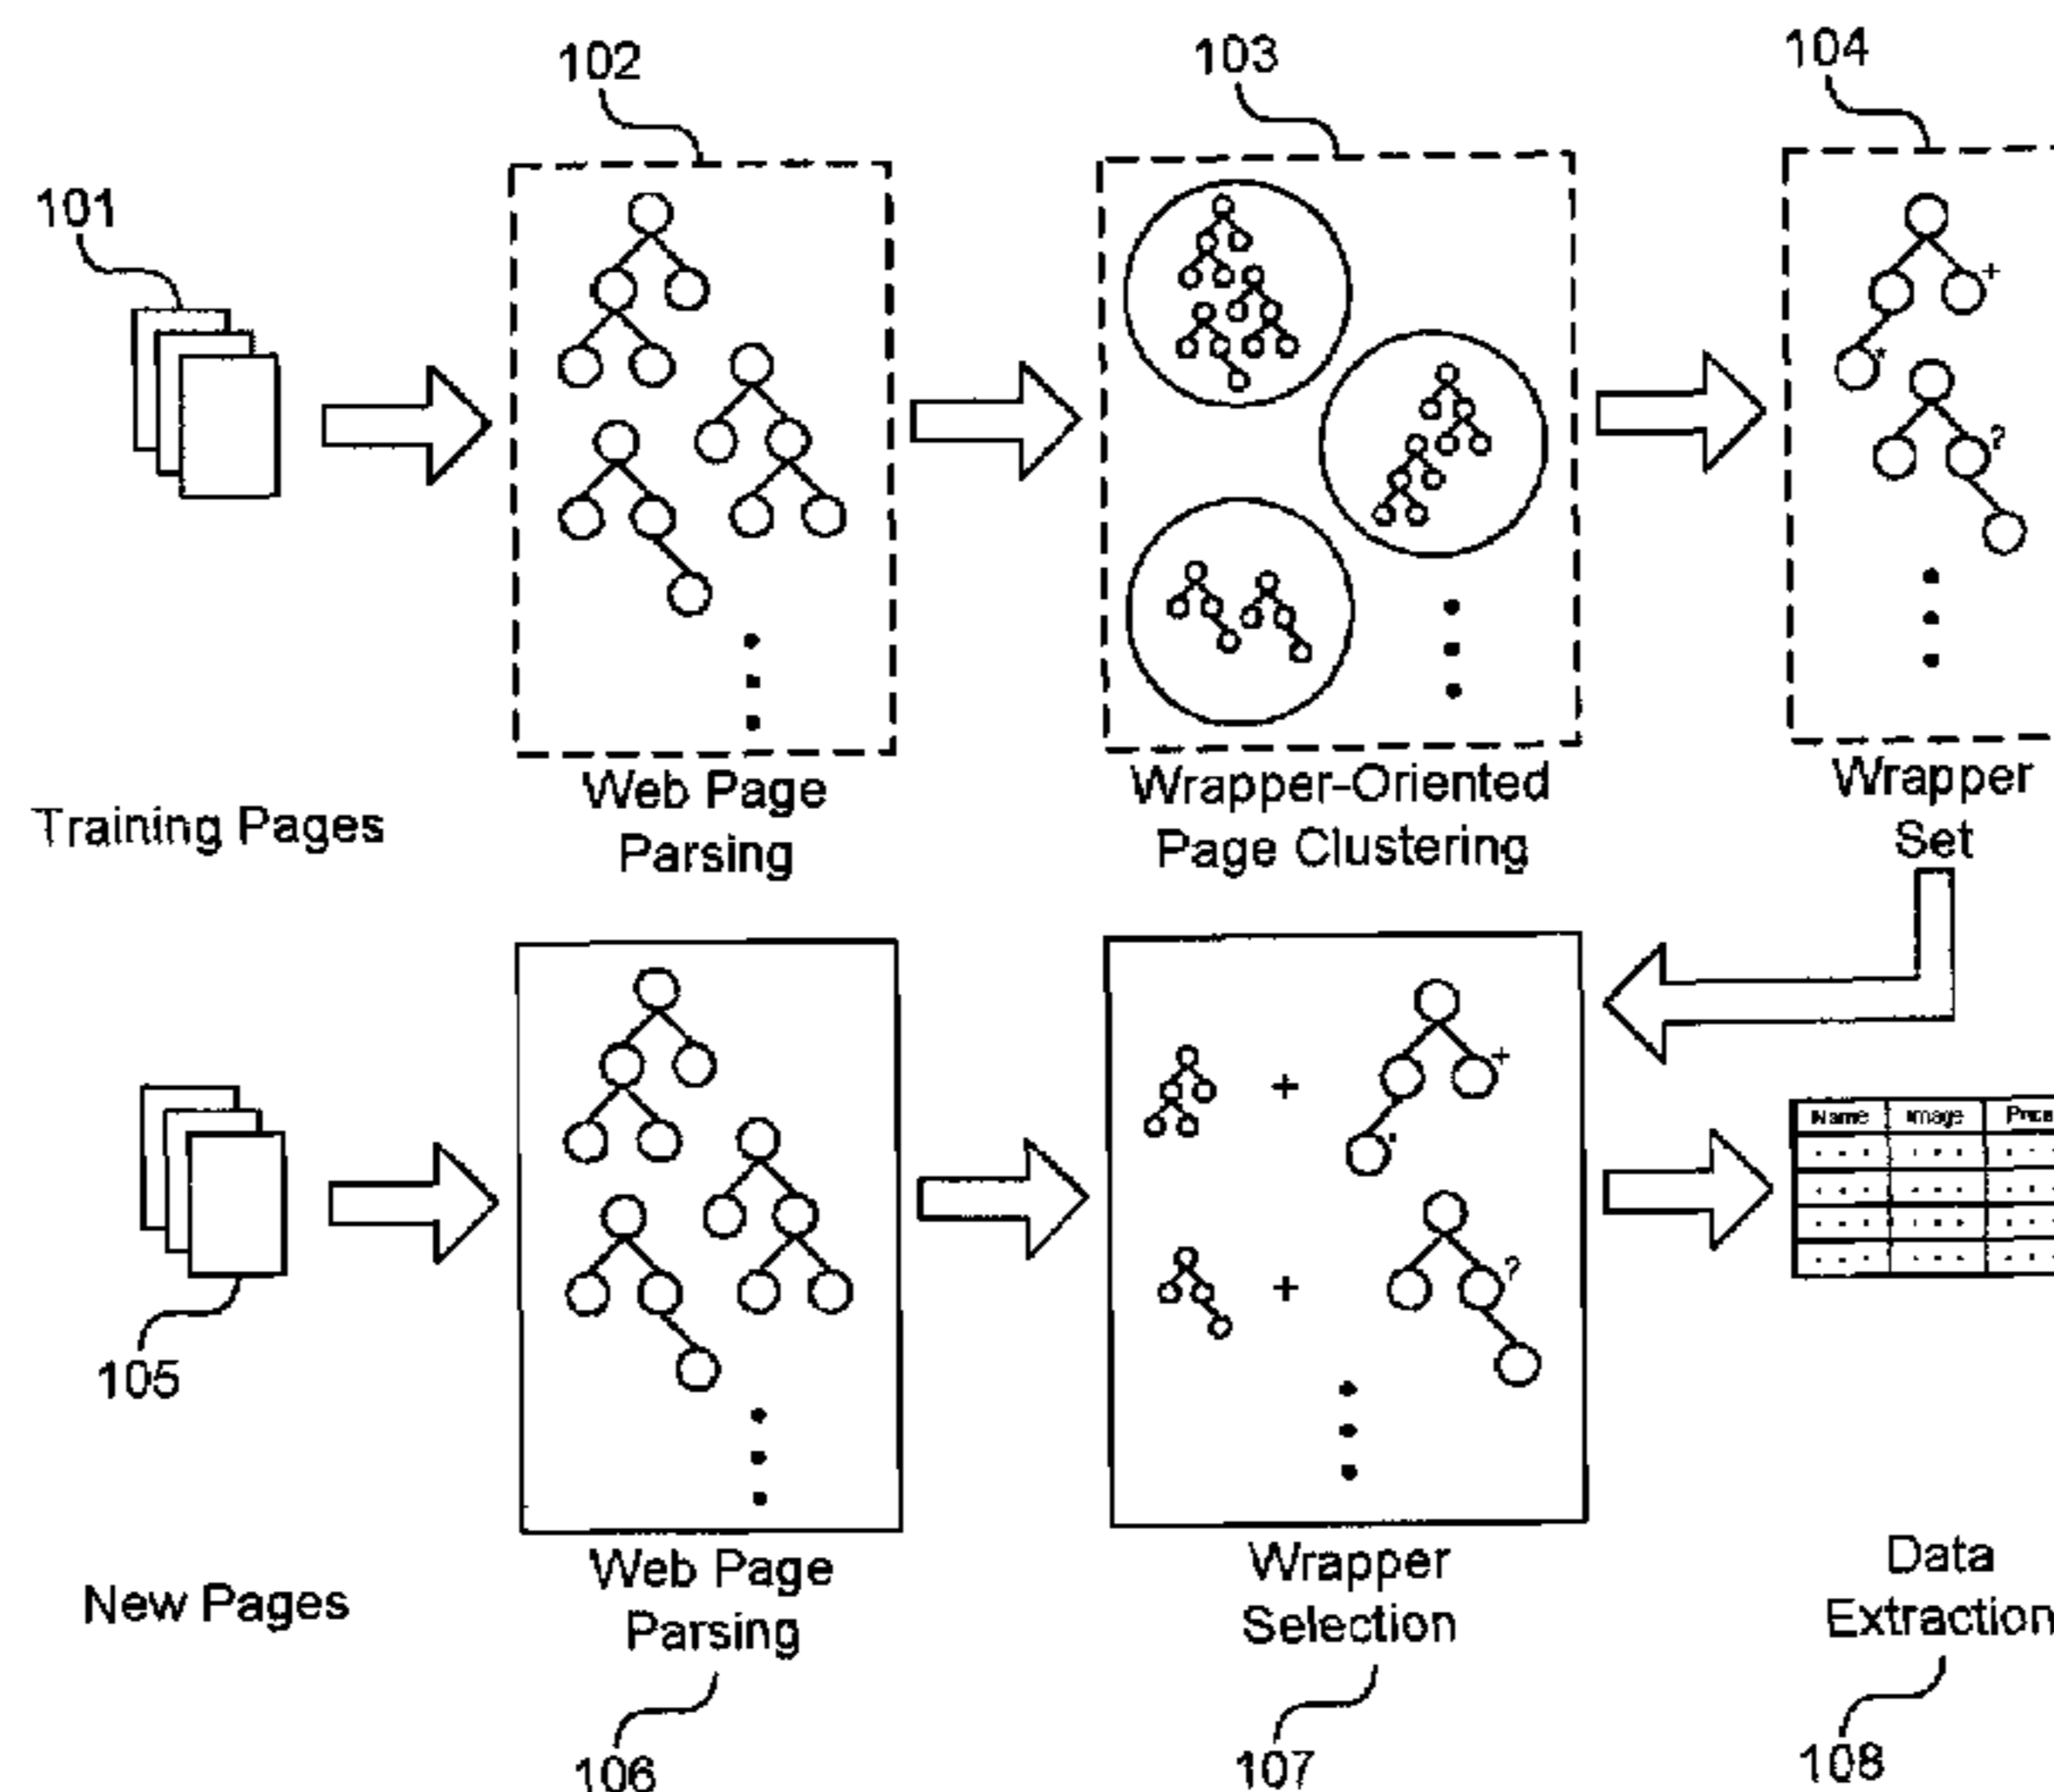 102
103
104
101
+
*
?
Web Page
Parsing
Wrapper-Oriented
Page Clustering
Wrapper
Set
Training Pages
+
+
*
+
?
Name Image Price
105
New Pages
Web Page
Parsing
Wrapper
Selection
Data
Extraction
106
107
108